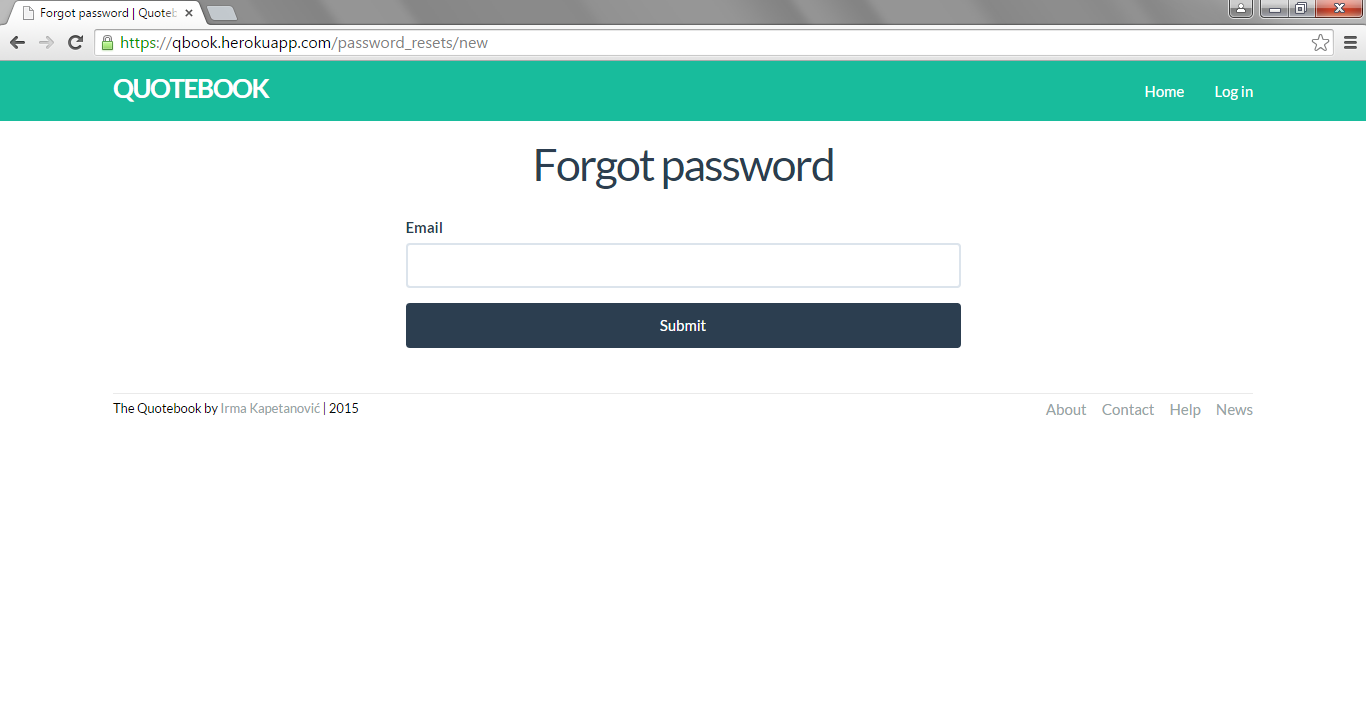 Forgot password | Quoteb
https://qbook.herokuapp.com/password_resets/new
QUOTEBOOK
Home
Log in
Forgot password
Email
Submit
The Quotebook by Irma Kapetanović | 2015
About
Contact
Help
News